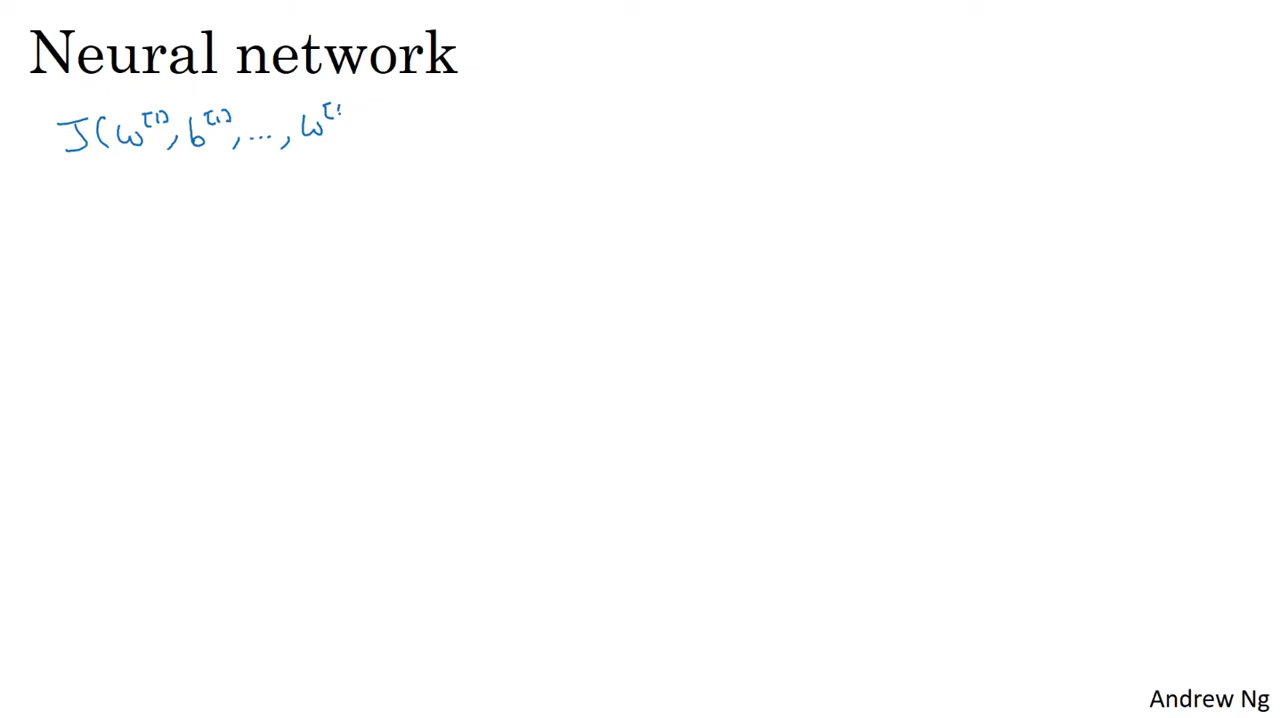 Neural network
J(w^[1], b^[1], ..., w^[
Andrew Ng